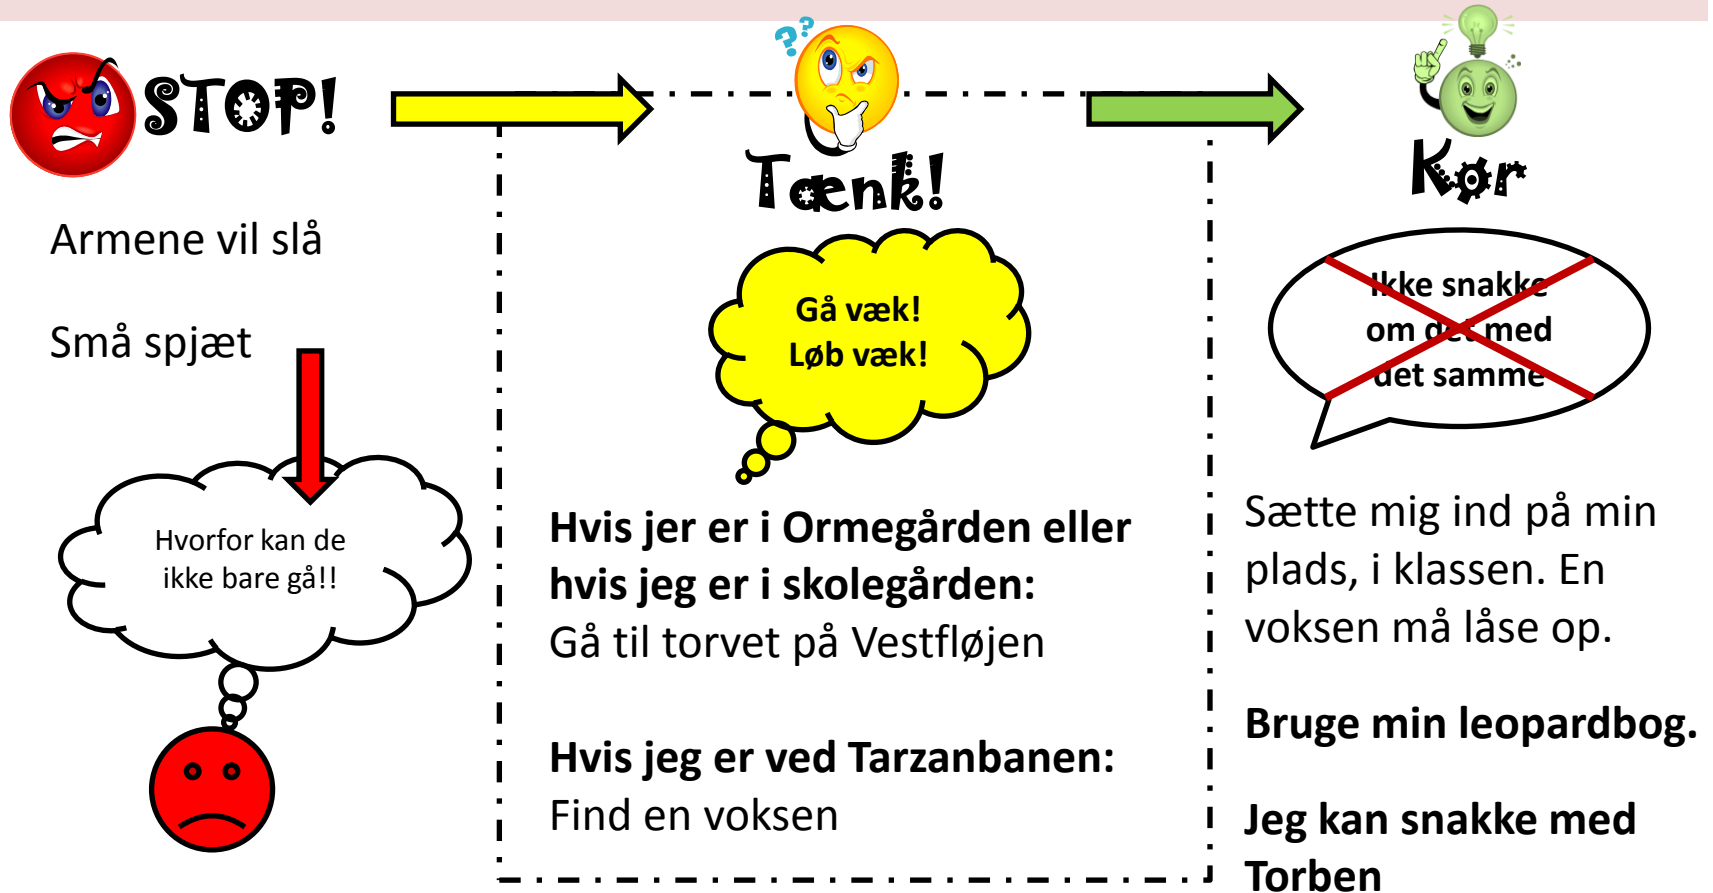 STOP!
Armene vil slå
Små spjæt
Hvorfor kan de
ikke bare gå!!
??
Tænk!
Gå væk!
Løb væk!
Hvis jer er i Ormegården eller
hvis jeg er i skolegården:
Gå til torvet på Vestfløjen
Hvis jeg er ved Tarzanbanen:
Find en voksen
Kør
Ikke snakke
om det med
det samme
Sætte mig ind på min
plads, i klassen. En
voksen må låse op.
Bruge min leopardbog.
Jeg kan snakke med
Torben